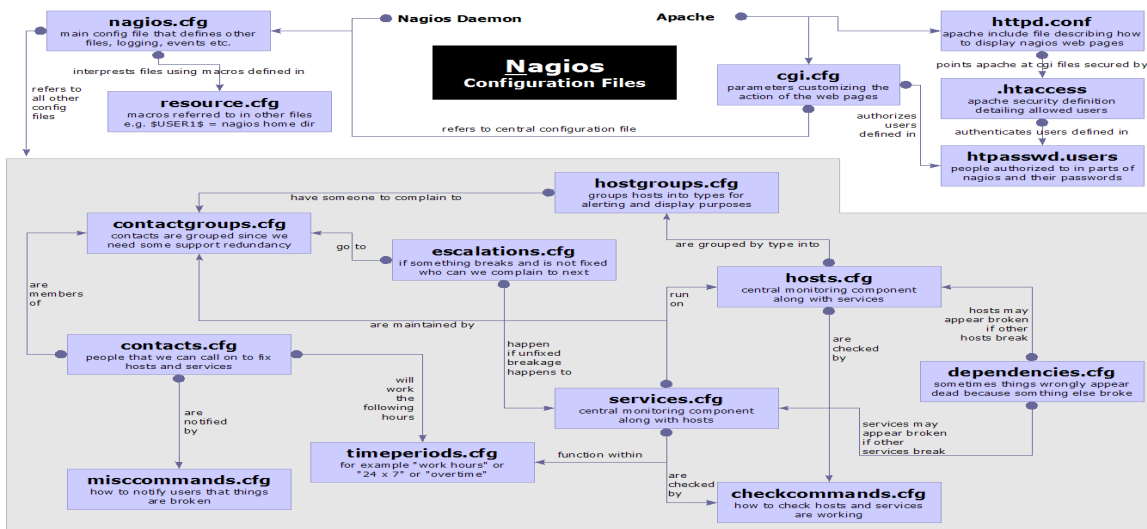 nagios.cfg
main config file that defines other
files, logging, events etc.
Nagios Daemon
Apache
httpd.conf
apache include file describing how
to display nagios web pages
Nagios
Configuration Files
interprests files using macros defined in
points apache at cgi files secured by
cgi.cfg
parameters customizing the
action of the web pages
refers to
all other
config
files
resource.cfg
macros referred to in other files
e.g. $USER1$ = nagios home dir
.htaccess
apache security definition
detailing allowed users
refers to central configuration file
authorizes
users
defined in
authenticates users defined in
htpasswd.users
people authorized to in parts of
nagios and their passwords
hostgroups.cfg
groups hosts into types for
alerting and display purposes
have someone to complain to
contactgroups.cfg
contacts are grouped since we
need some support redundancy
go to
escalations.cfg
if something breaks and is not fixed
who can we complain to next
are grouped by type into
hosts.cfg
central monitoring component
along with services
are
members
of
run
on
are maintained by
hosts may
appear broken
if other
hosts break
contacts.cfg
people that we can call on to fix
hosts and services
happen
if unfixed
breakage
happens to
are
checked
by
dependencies.cfg
sometimes things wrongly appear
dead because somthing else broke
will
work
the
following
hours
services.cfg
central monitoring component
along with hosts
are
notified
by
services may
appear broken
if other
services break
timeperiods.cfg
for example "work hours" or
"24 x 7" or "overtime"
function within
are
checked
by
misccommands.cfg
how to notify users that things
are broken
checkcommands.cfg
how to check hosts and services
are working